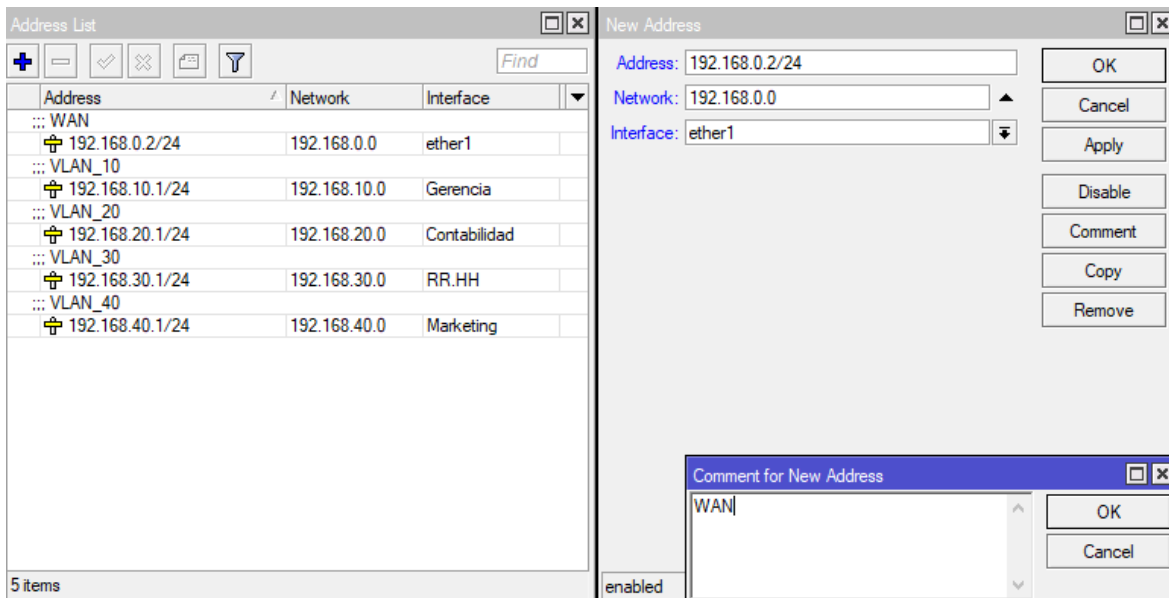 Address List
Find
Address Network Interface
;;; WAN
192.168.0.2/24 192.168.0.0 ether1
;;; VLAN_10
192.168.10.1/24 192.168.10.0 Gerencia
;;; VLAN_20
192.168.20.1/24 192.168.20.0 Contabilidad
;;; VLAN_30
192.168.30.1/24 192.168.30.0 RR.HH
;;; VLAN_40
192.168.40.1/24 192.168.40.0 Marketing
5 items
New Address
Address: 192.168.0.2/24
Network: 192.168.0.0
Interface: ether1
OK
Cancel
Apply
Disable
Comment
Copy
Remove
Comment for New Address
WAN
OK
Cancel
enabled